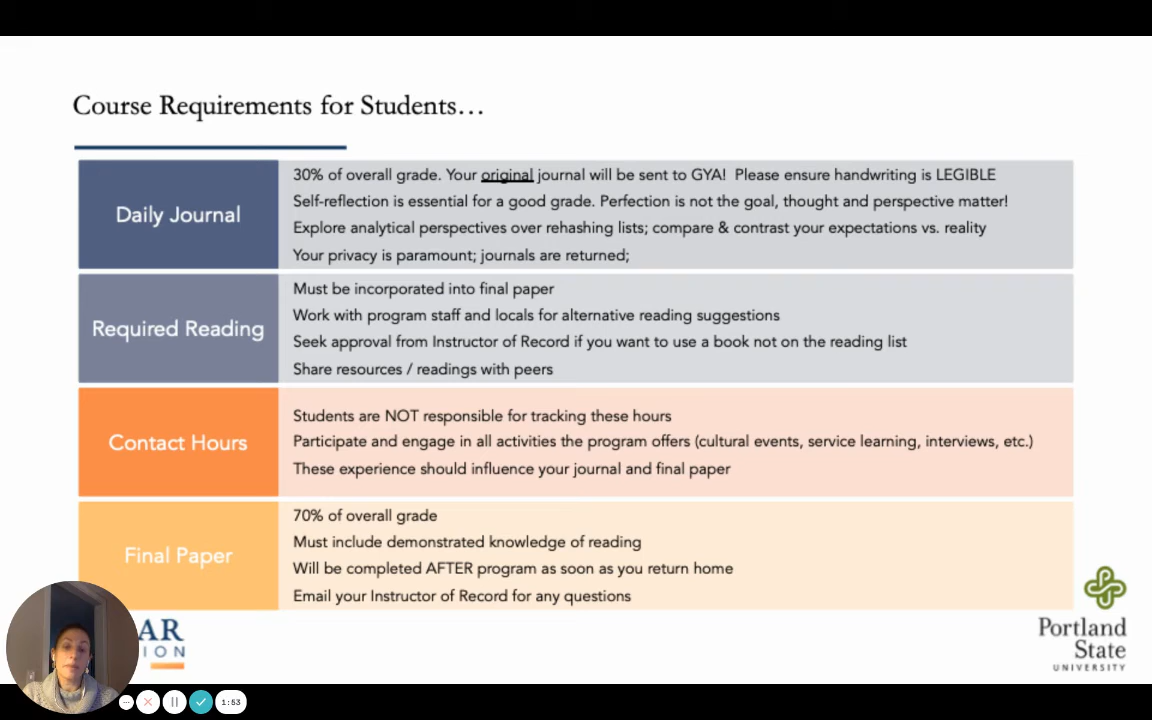 Course Requirements for Students...
Daily Journal
30% of overall grade. Your original journal will be sent to GYA!  Please ensure handwriting is LEGIBLE
Self-reflection is essential for a good grade. Perfection is not the goal, thought and perspective matter!
Explore analytical perspectives over rehashing lists; compare & contrast your expectations vs. reality
Your privacy is paramount; journals are returned;
Required Reading
Must be incorporated into final paper
Work with program staff and locals for alternative reading suggestions
Seek approval from Instructor of Record if you want to use a book not on the reading list
Share resources / readings with peers
Contact Hours
Students are NOT responsible for tracking these hours
Participate and engage in all activities the program offers (cultural events, service learning, interviews, etc.)
These experience should influence your journal and final paper
Final Paper
70% of overall grade
Must include demonstrated knowledge of reading
Will be completed AFTER program as soon as you return home
Email your Instructor of Record for any questions
AR
ION
Portland
State
UNIVERSITY
1:53